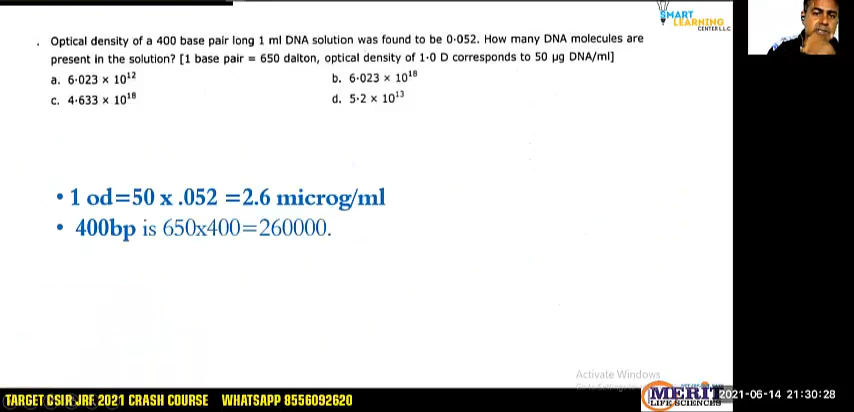 SMART
LEARNING
CENTER LLC
. Optical density of a 400 base pair long 1 ml DNA solution was found to be 0·052. How many DNA molecules are
present in the solution? [1 base pair = 650 dalton, optical density of 1·0 D corresponds to 50 μg DNA/ml]
a. 6·023 × 10¹² b. 6·023 × 10¹⁸
c. 4·633 × 10¹⁸ d. 5·2 × 10¹³
• 1 od=50 x .052 =2.6 microg/ml
• 400bp is 650x400=260000.
Activate Windows
MERIT
LIFE SCIENCES
2021-06-14 21:30:28
TARGET CSIR JRF 2021 CRASH COURSE WHATSAPP 8556092620